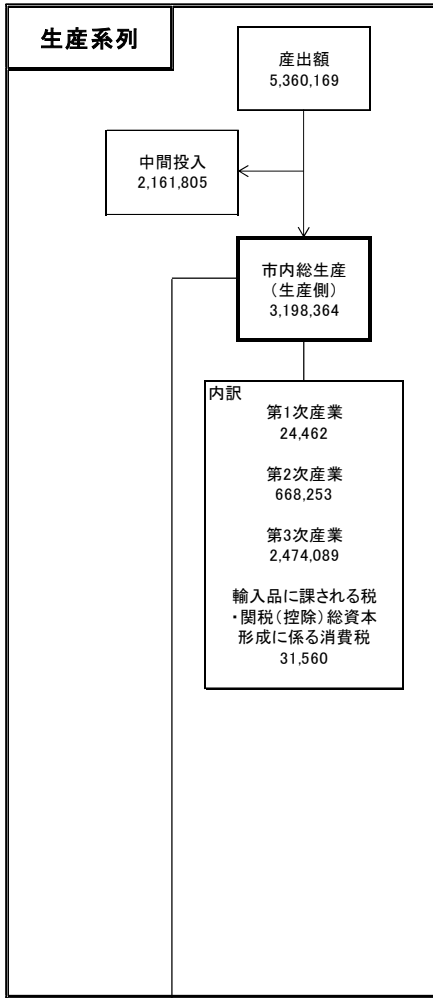 生産系列
産出額
5,360,169
中間投入
2,161,805
市内総生産
(生産側)
3,198,364
内訳
第1次産業
24,462
第2次産業
668,253
第3次産業
2,474,089
輸入品に課される税
・関税(控除)総資本
形成に係る消費税
31,560